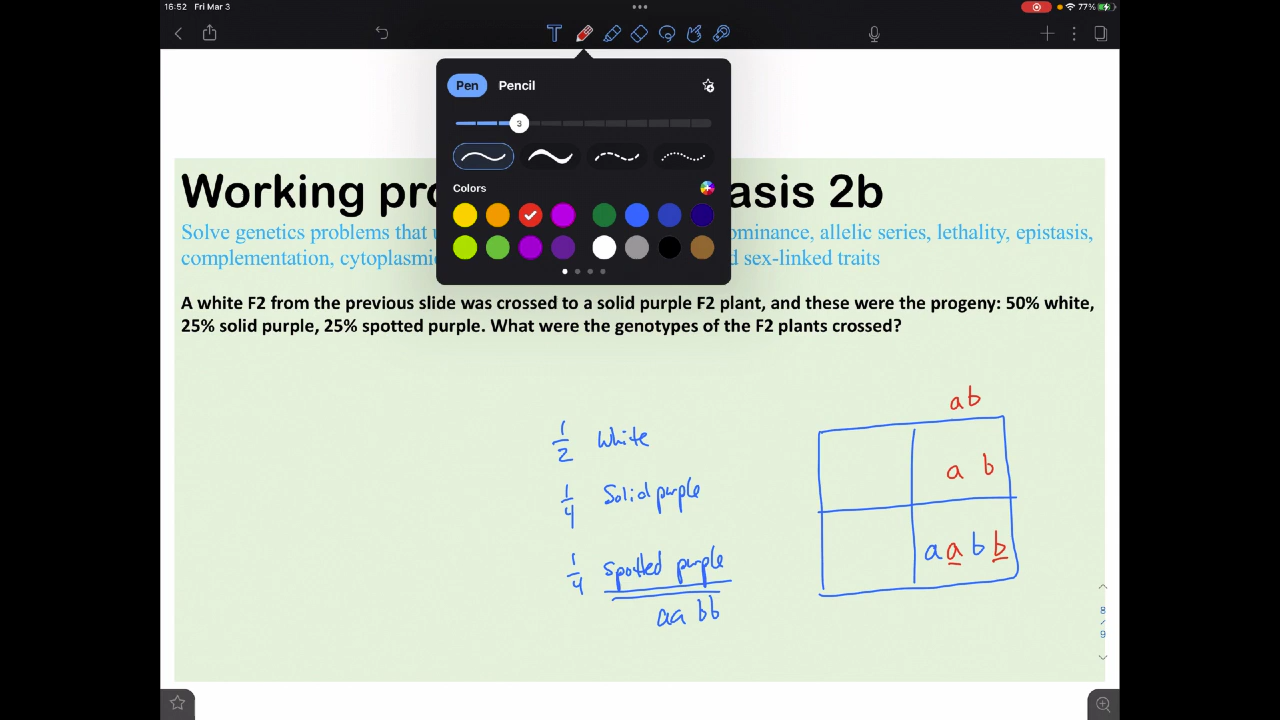 16:52 Fri Mar 3
77%
T
Pen Pencil
3
Colors
Working pro asis 2b
Solve genetics problems that ominance, allelic series, lethality, epistasis,
complementation, sex-linked traits
A white F2 from the previous slide was crossed to a solid purple F2 plant, and these were the progeny: 50% white,
25% solid purple, 25% spotted purple. What were the genotypes of the F2 plants crossed?
1/2 white
1/4 Solid purple
1/4 spotted purple
aa bb
ab
a b
a a b b
8
/
9